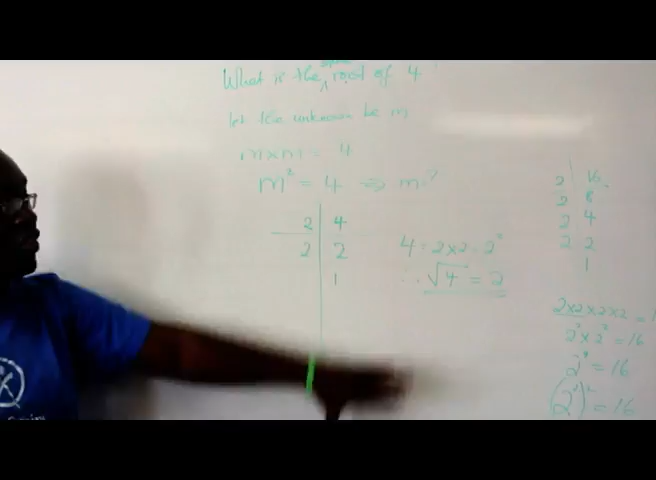 What is the square root of 4
let the unknown be m
m x m = 4
m² = 4 ⇒ m = ?
2 | 4
2 | 2
1
4 = 2 x 2 = 2²
∴ √4 = 2
2 | 16
2 | 8
2 | 4
2 | 2
1
2 x 2 x 2 x 2 = 1
2² x 2² = 16
2⁴ = 16
(2²)² = 16